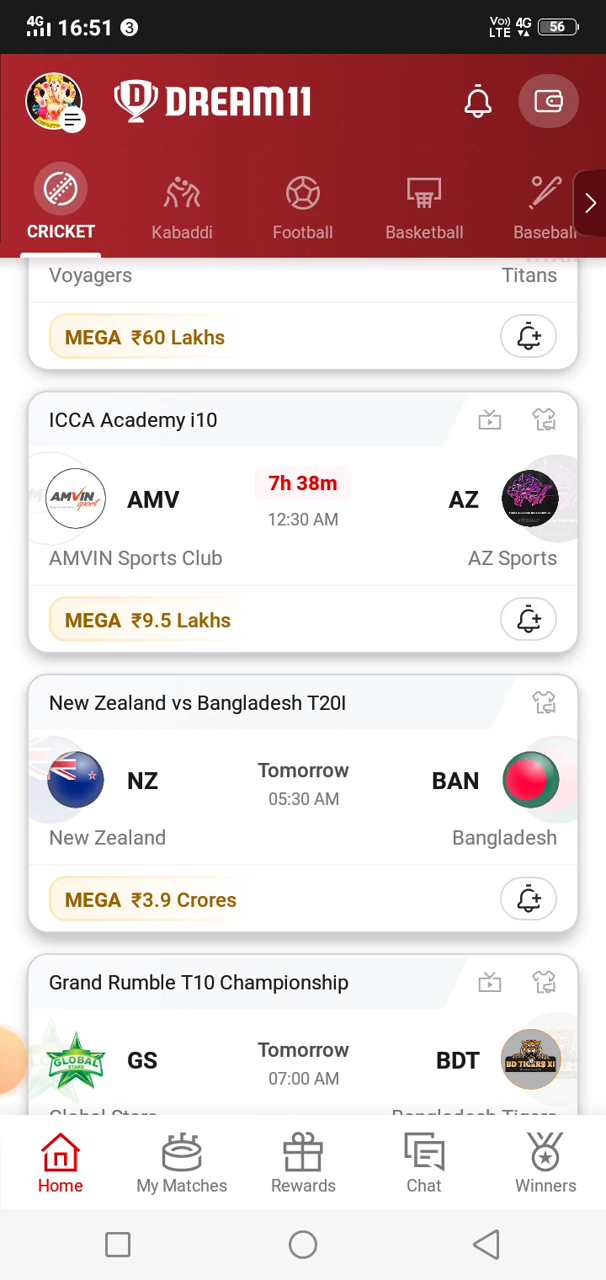 4G 16:51 3 Vo) LTE 4G 56
DREAM11
CRICKET Kabaddi Football Basketball Baseball
Voyagers Titans
MEGA ₹60 Lakhs
ICCA Academy i10
7h 38m
AMVIN sport AMV AZ
12:30 AM
AMVIN Sports Club AZ Sports
MEGA ₹9.5 Lakhs
New Zealand vs Bangladesh T20I
Tomorrow
NZ BAN
05:30 AM
New Zealand Bangladesh
MEGA ₹3.9 Crores
Grand Rumble T10 Championship
Tomorrow
GLOBAL STARS GS BDT BD TIGERS XI
07:00 AM
Global Stars Bangladesh Tigers
Home My Matches Rewards Chat Winners